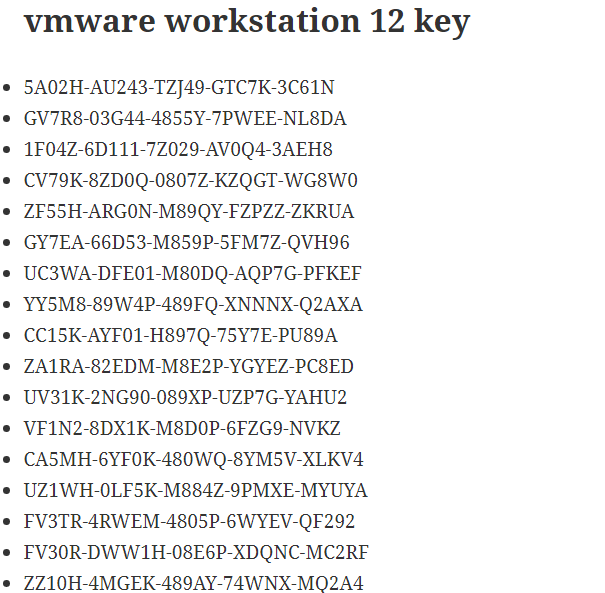 vmware workstation 12 key
5A02H-AU243-TZJ49-GTC7K-3C61N
GV7R8-03G44-4855Y-7PWEE-NL8DA
1F04Z-6D111-7Z029-AV0Q4-3AEH8
CV79K-8ZD0Q-0807Z-KZQGT-WG8W0
ZF55H-ARG0N-M89QY-FZPZZ-ZKRUA
GY7EA-66D53-M859P-5FM7Z-QVH96
UC3WA-DFE01-M80DQ-AQP7G-PFKEF
YY5M8-89W4P-489FQ-XNNNX-Q2AXA
CC15K-AYF01-H897Q-75Y7E-PU89A
ZA1RA-82EDM-M8E2P-YGYEZ-PC8ED
UV31K-2NG90-089XP-UZP7G-YAHU2
VF1N2-8DX1K-M8D0P-6FZG9-NVKZ
CA5MH-6YF0K-480WQ-8YM5V-XLKV4
UZ1WH-0LF5K-M884Z-9PMXE-MYUYA
FV3TR-4RWEM-4805P-6WYEV-QF292
FV30R-DWW1H-08E6P-XDQNC-MC2RF
ZZ10H-4MGEK-489AY-74WNX-MQ2A4